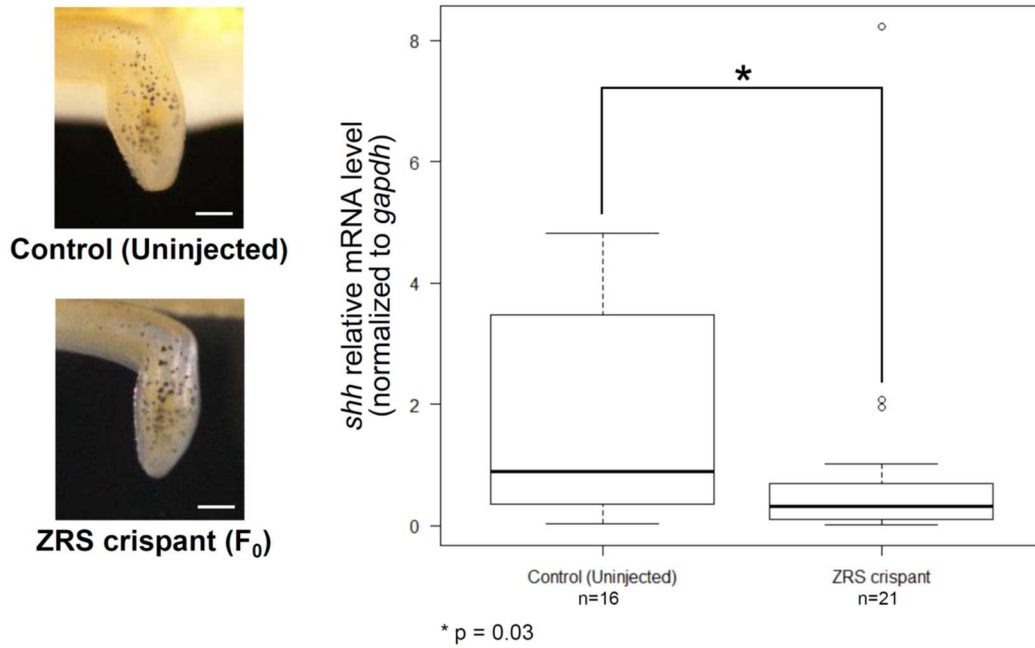 Control (Uninjected)
ZRS crispant (F₀)
shh relative mRNA level
(normalized to gapdh)
8
6
4
2
0
*
Control (Uninjected)
n=16
ZRS crispant
n=21
* p = 0.03